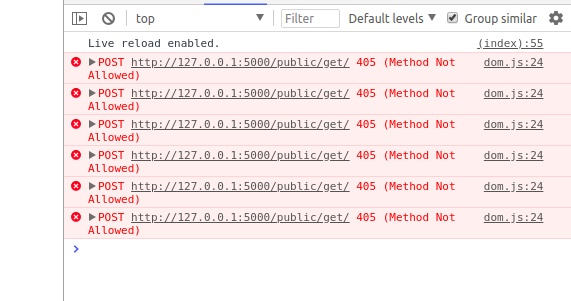 top Filter Default levels Group similar
Live reload enabled. (index):55
POST http://127.0.0.1:5000/public/get/ 405 (Method Not dom.js:24
Allowed)
POST http://127.0.0.1:5000/public/get/ 405 (Method Not dom.js:24
Allowed)
POST http://127.0.0.1:5000/public/get/ 405 (Method Not dom.js:24
Allowed)
POST http://127.0.0.1:5000/public/get/ 405 (Method Not dom.js:24
Allowed)
POST http://127.0.0.1:5000/public/get/ 405 (Method Not dom.js:24
Allowed)
POST http://127.0.0.1:5000/public/get/ 405 (Method Not dom.js:24
Allowed)